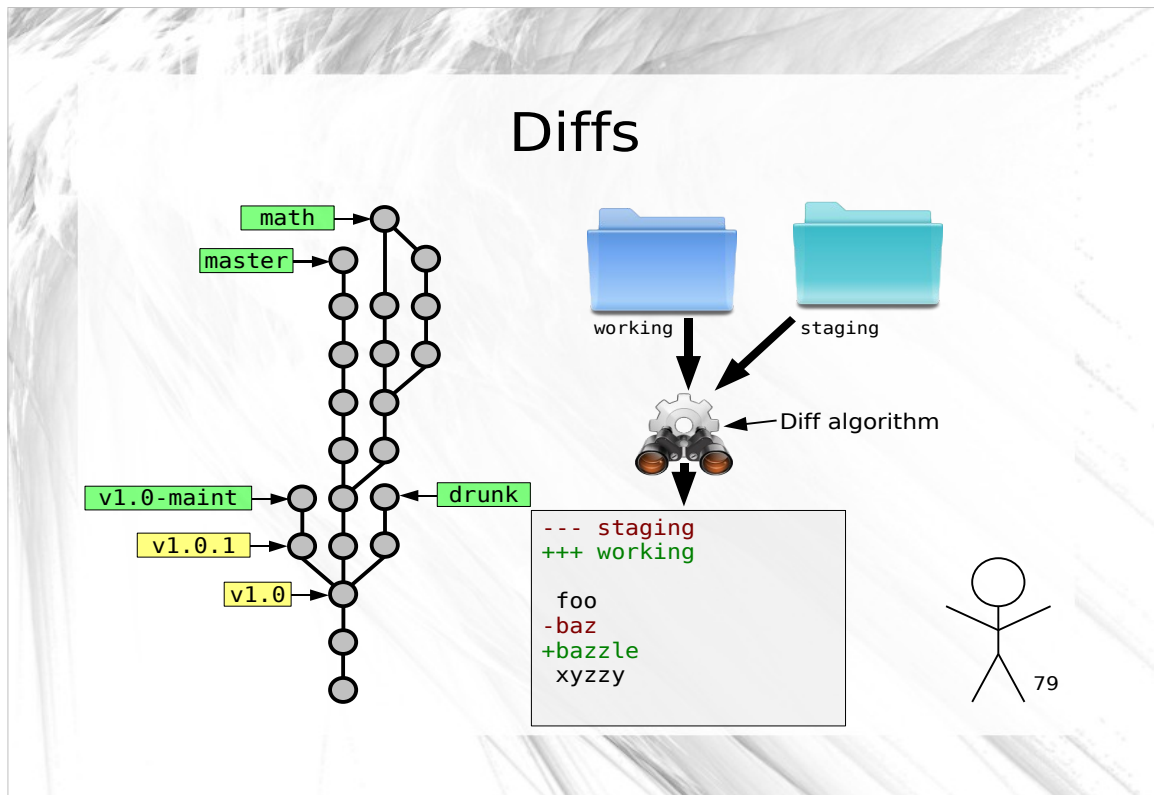 Diffs
math
master
v1.0-maint
drunk
v1.0.1
v1.0
working
staging
Diff algorithm
--- staging
+++ working
 foo
-baz
+bazzle
 xyzzy
79